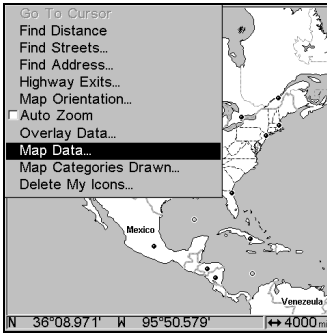 Go To Cursor
Find Distance
Find Streets...
Find Address...
Highway Exits...
Map Orientation...
Auto Zoom
Overlay Data...
Map Data...
Map Categories Drawn...
Delete My Icons...
Mexico
Venezuela
N 36°08.971' W 95°50.579' ↔ 4000